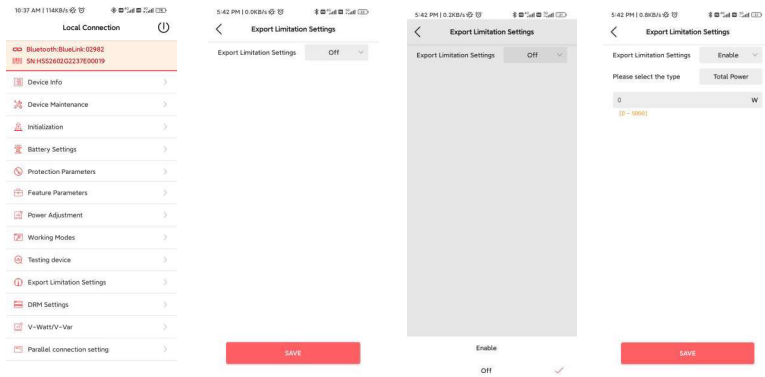 10:37 AM | 114KB/s
Local Connection
Bluetooth:BlueLink:02982
SN:HSS2602G2237E00019
Device Info
Device Maintenance
Initialization
Battery Settings
Protection Parameters
Feature Parameters
Power Adjustment
Working Modes
Testing device
Export Limitation Settings
DRM Settings
V-Watt/V-Var
Parallel connection setting
5:42 PM | 0.0KB/s
Export Limitation Settings
Export Limitation Settings Off
SAVE
5:42 PM | 0.2KB/s
Export Limitation Settings
Export Limitation Settings Off
Enable
Off
5:42 PM | 0.8KB/s
Export Limitation Settings
Export Limitation Settings Enable
Please select the type Total Power
0 W
[0 - 5000]
SAVE